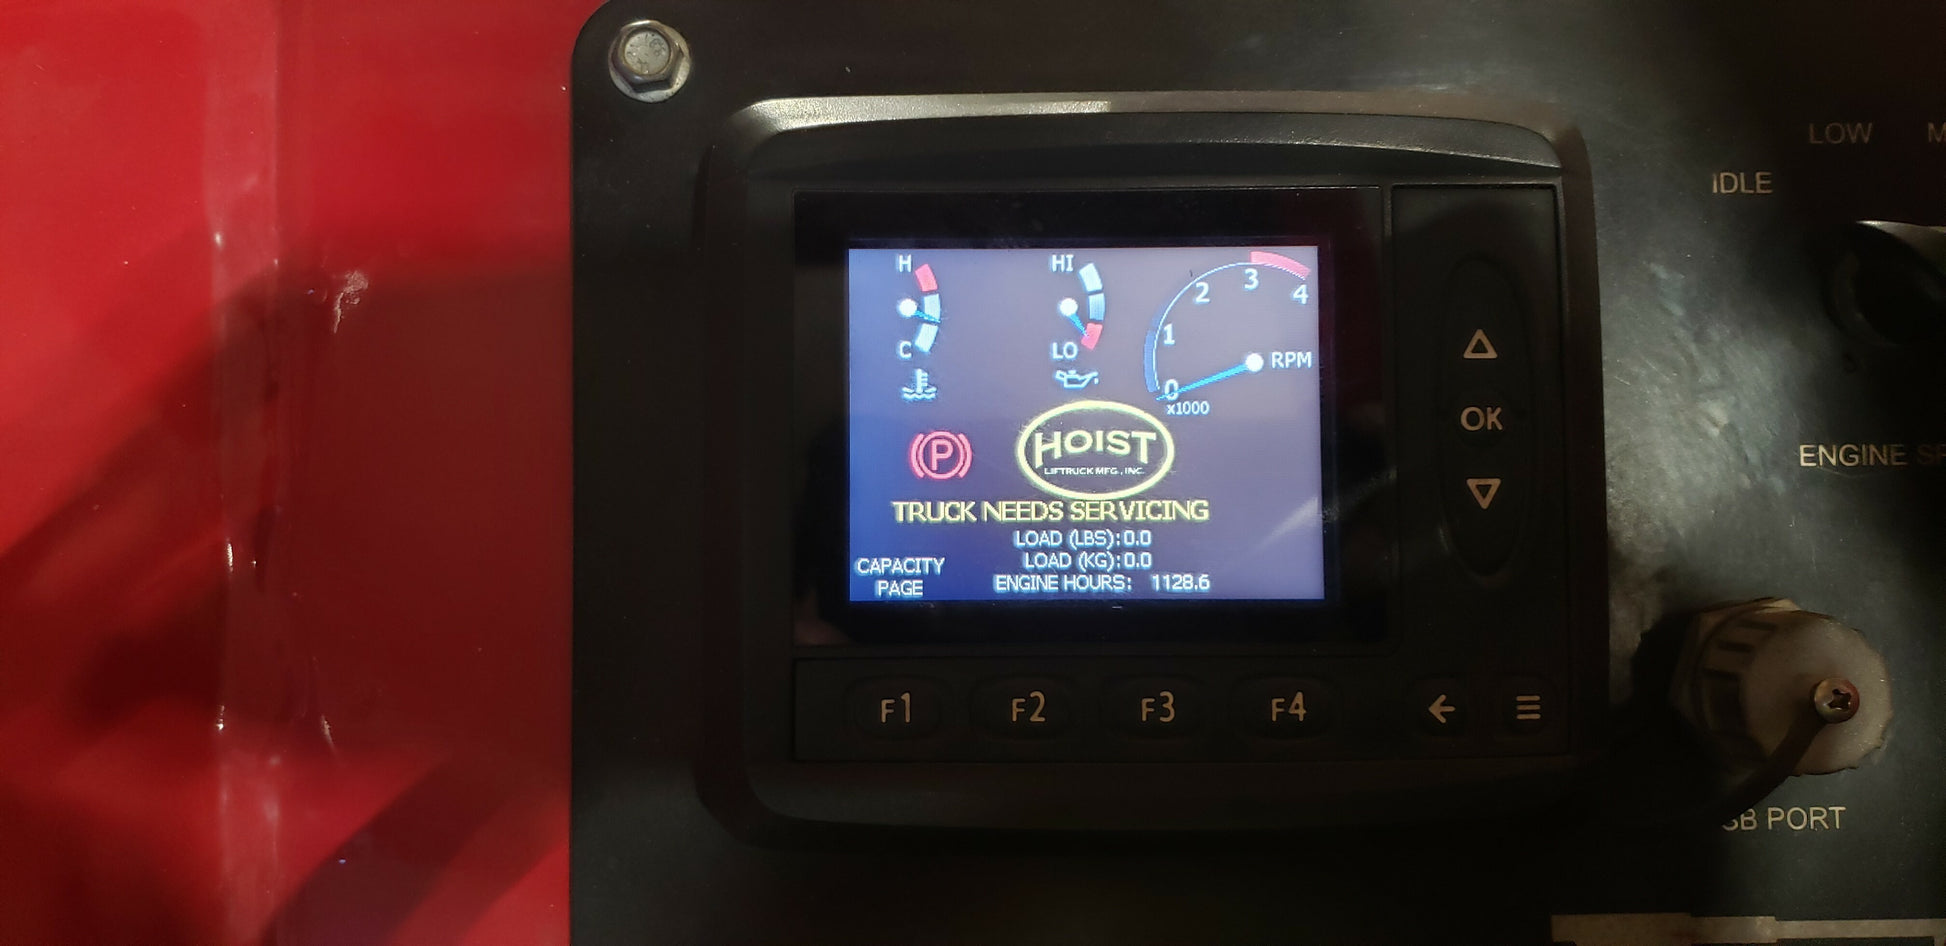 LOW
IDLE
H
HI
C
LO
0
1
2
3
4
RPM
x1000
P
HOIST
LIFTRUCK MFG., INC.
TRUCK NEEDS SERVICING
LOAD (LBS): 0.0
LOAD (KG): 0.0
ENGINE HOURS: 1128.6
CAPACITY
PAGE
OK
ENGINE
F1
F2
F3
F4
PORT